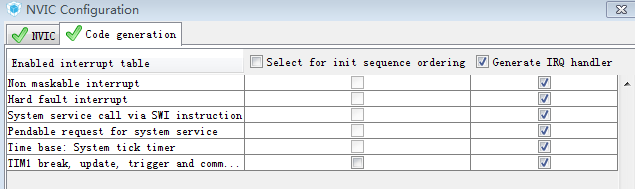 NVIC Configuration
NVIC Code generation
Enabled interrupt table Select for init sequence ordering Generate IRQ handler
Non maskable interrupt
Hard fault interrupt
System service call via SWI instruction
Pendable request for system service
Time base: System tick timer
TIM1 break, update, trigger and comm...